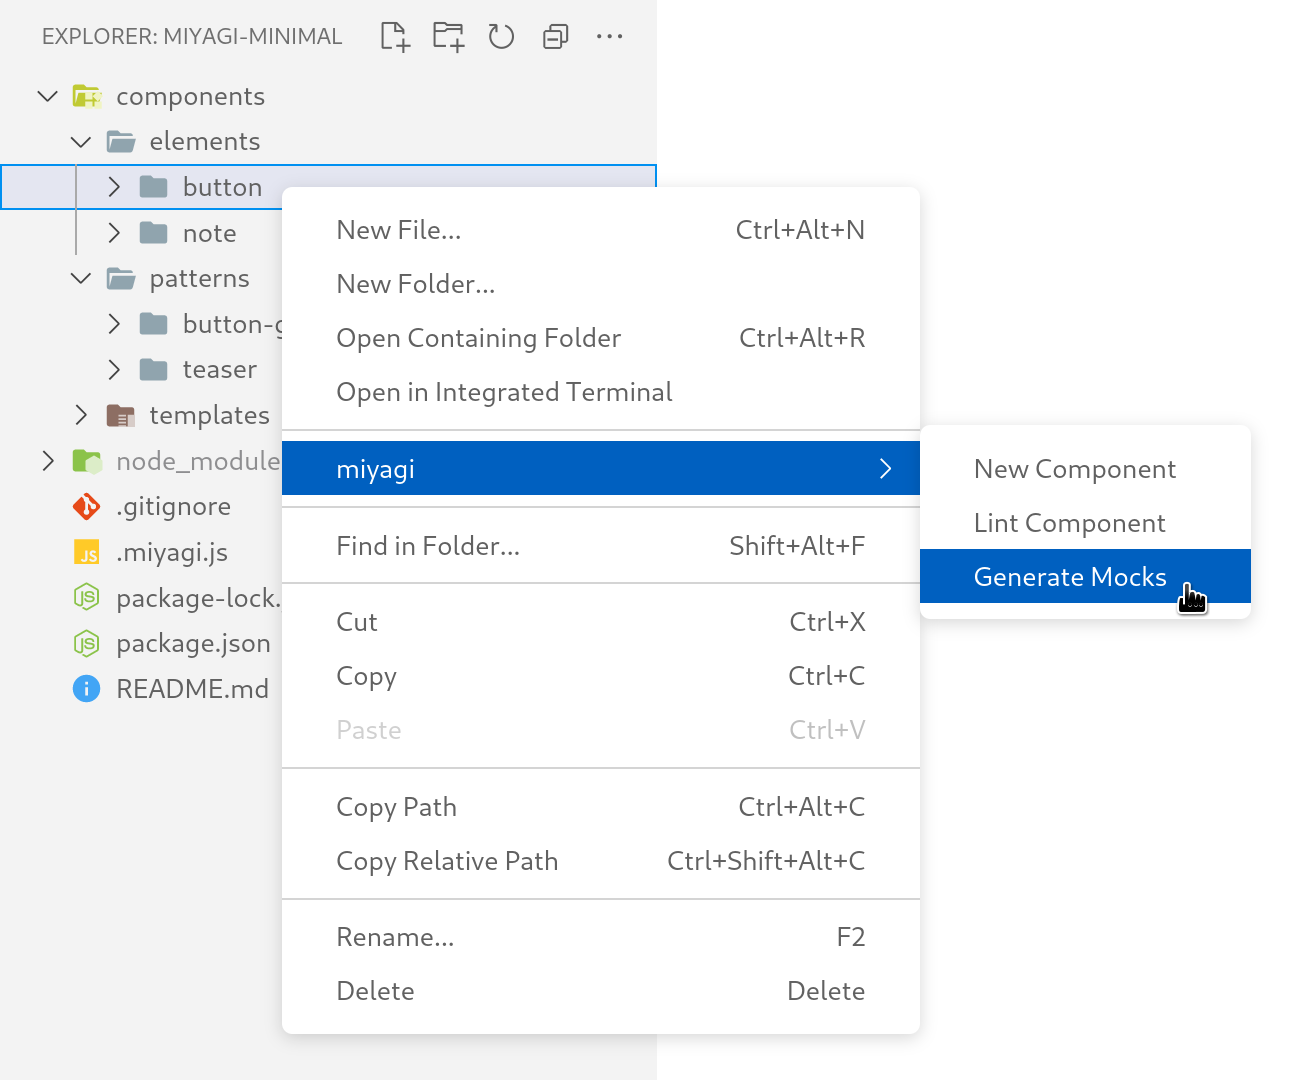 EXPLORER: MIYAGI-MINIMAL
components
elements
button
note
patterns
button-g
teaser
templates
node_module
.gitignore
JS .miyagi.js
JS package-lock.
JS package.json
i README.md
New File... Ctrl+Alt+N
New Folder...
Open Containing Folder Ctrl+Alt+R
Open in Integrated Terminal
miyagi
Find in Folder... Shift+Alt+F
Cut Ctrl+X
Copy Ctrl+C
Paste Ctrl+V
Copy Path Ctrl+Alt+C
Copy Relative Path Ctrl+Shift+Alt+C
Rename... F2
Delete Delete
New Component
Lint Component
Generate Mocks